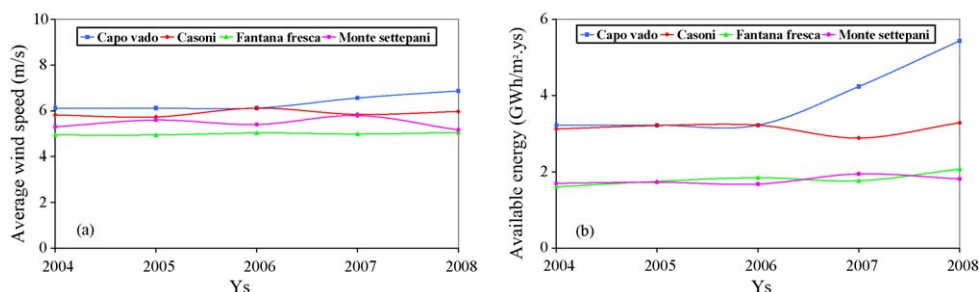 Average wind speed (m/s)
10
8
6
4
2
0
Capo vado Casoni Fantana fresca Monte settepani
(a)
2004 2005 2006 2007 2008
Ys
Available energy (GWh/m².ys)
6
4
2
0
Capo vado Casoni Fantana fresca Monte settepani
(b)
2004 2005 2006 2007 2008
Ys